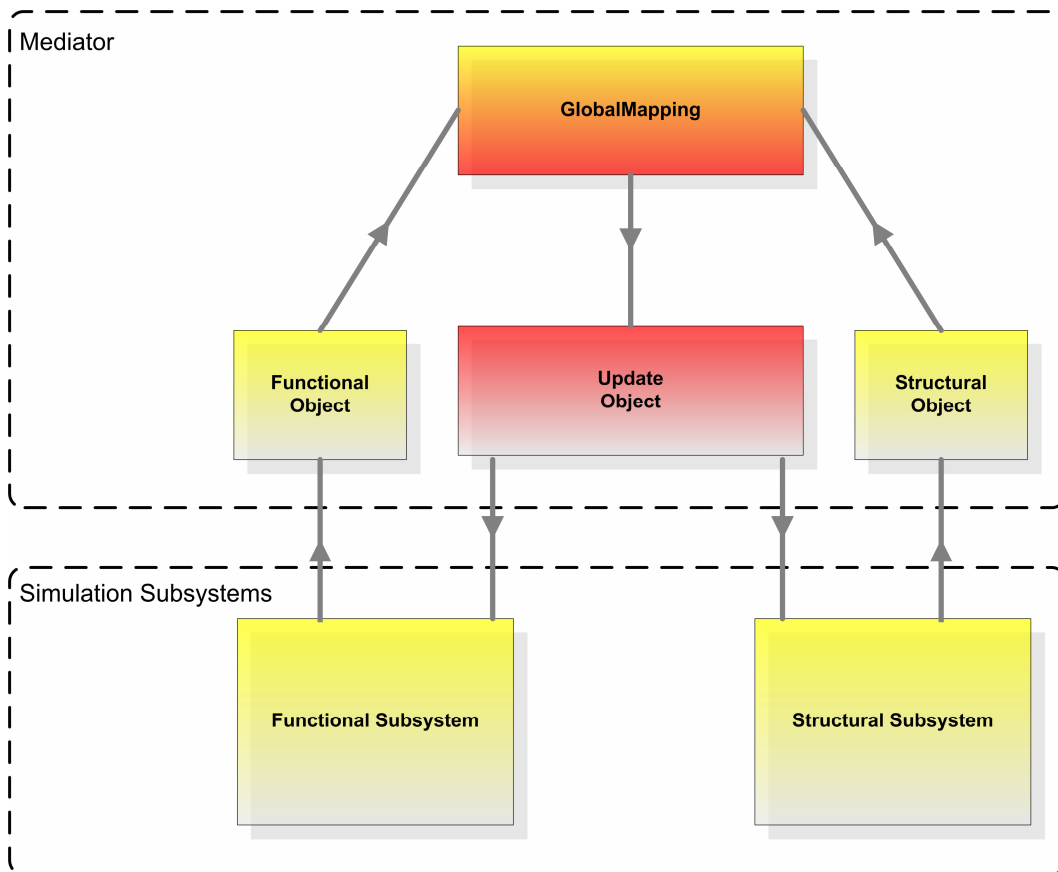 Mediator
GlobalMapping
Functional
Object
Update
Object
Structural
Object
Simulation Subsystems
Functional Subsystem
Structural Subsystem